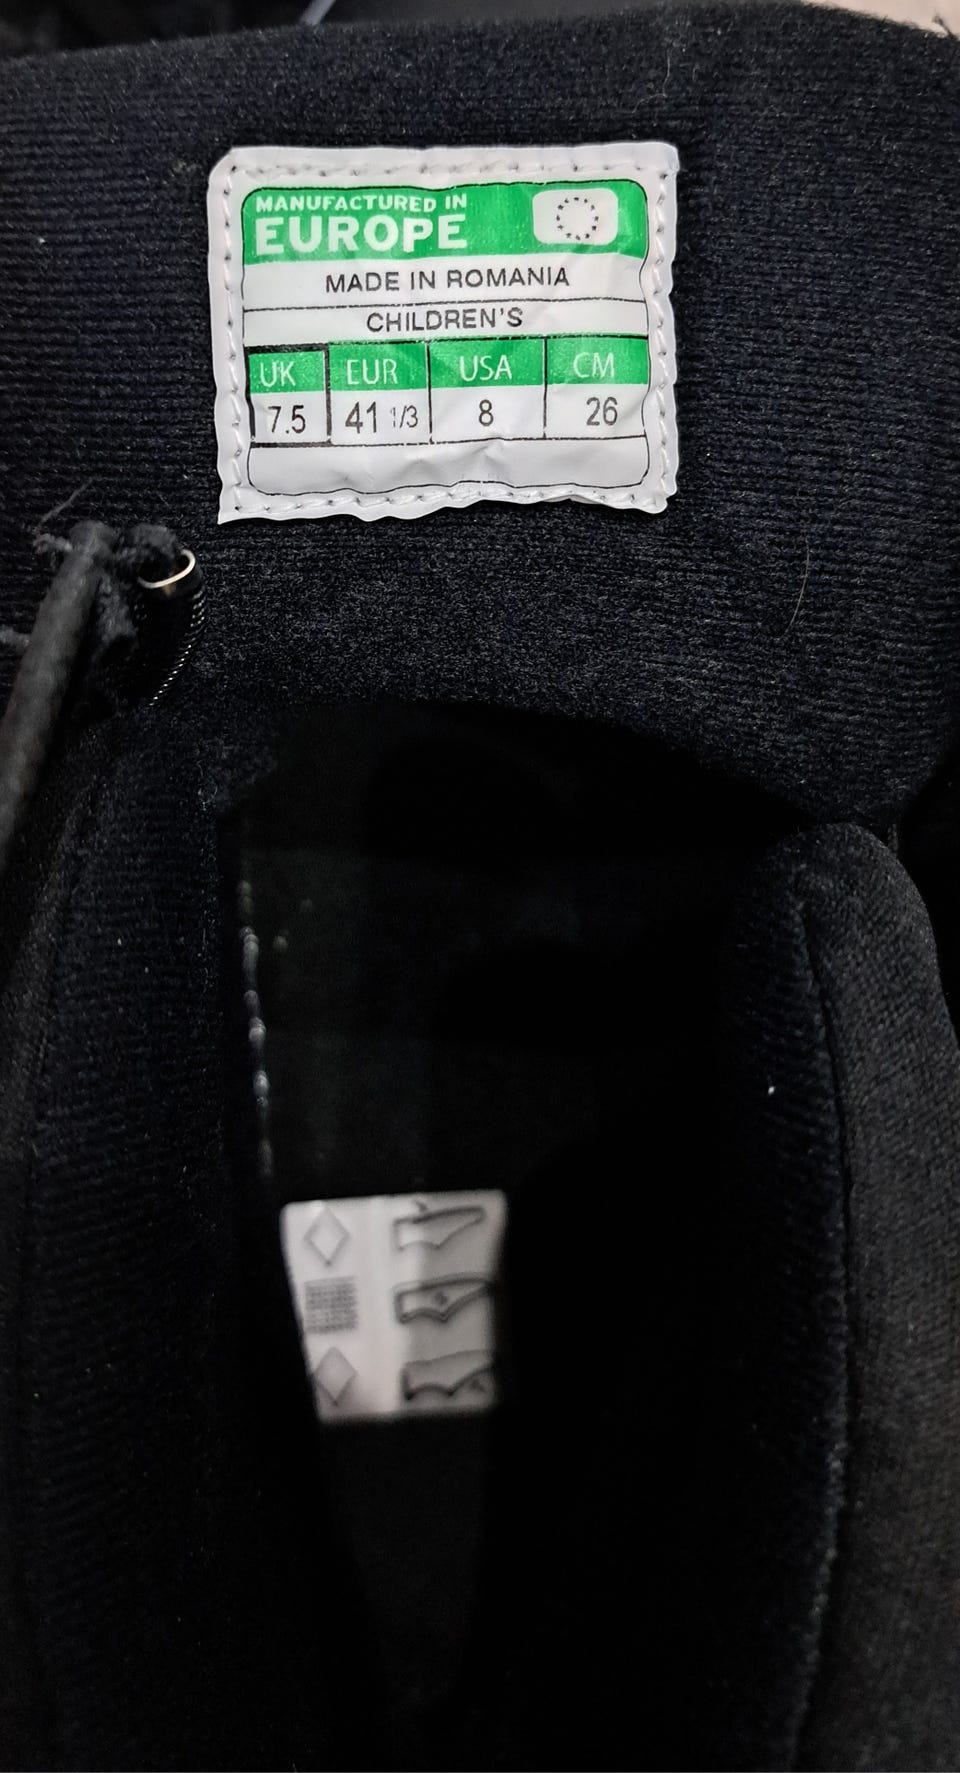 MANUFACTURED IN
EUROPE
MADE IN ROMANIA
CHILDREN'S
UK EUR USA CM
7.5 41 1/3 8 26